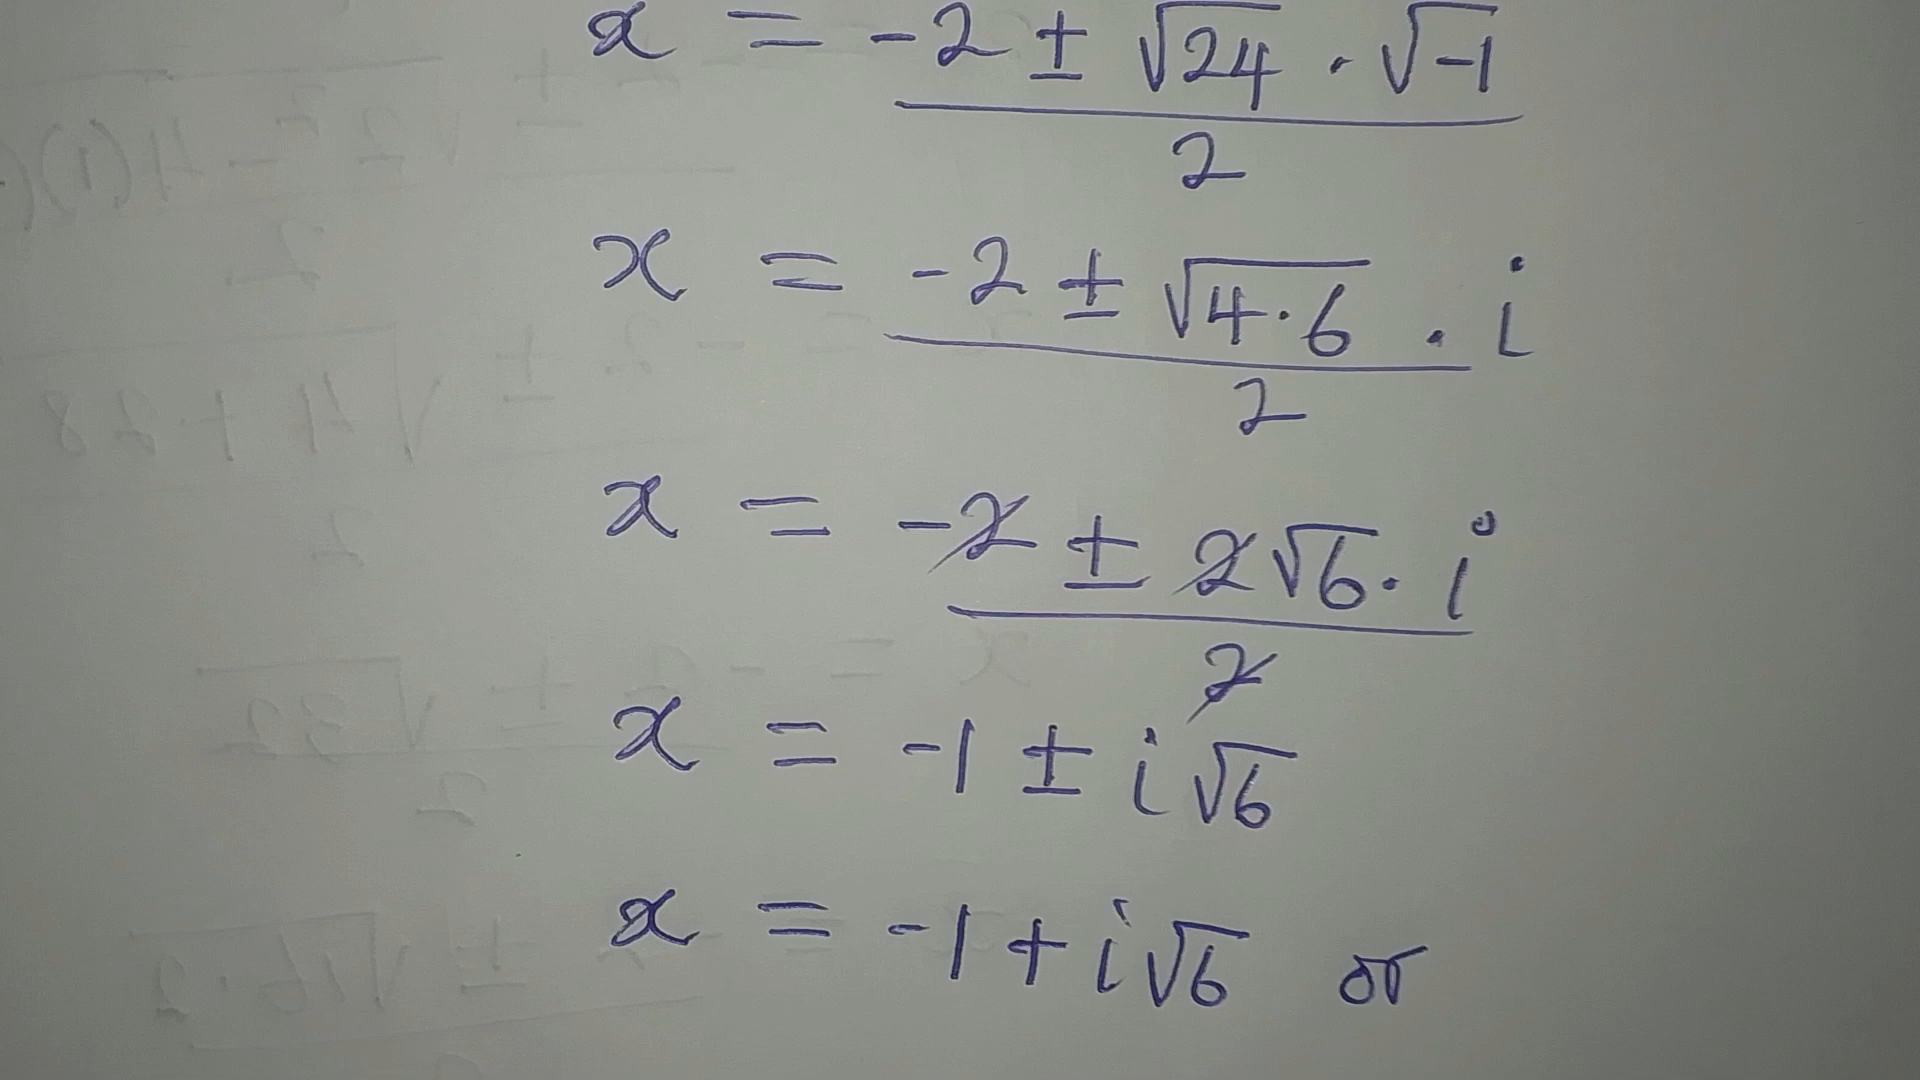 x = (-2 ± √24 · √-1) / 2
x = (-2 ± √(4·6) · i) / 2
x = (-2 ± 2√6 · i) / 2
x = -1 ± i√6
x = -1 + i√6 or